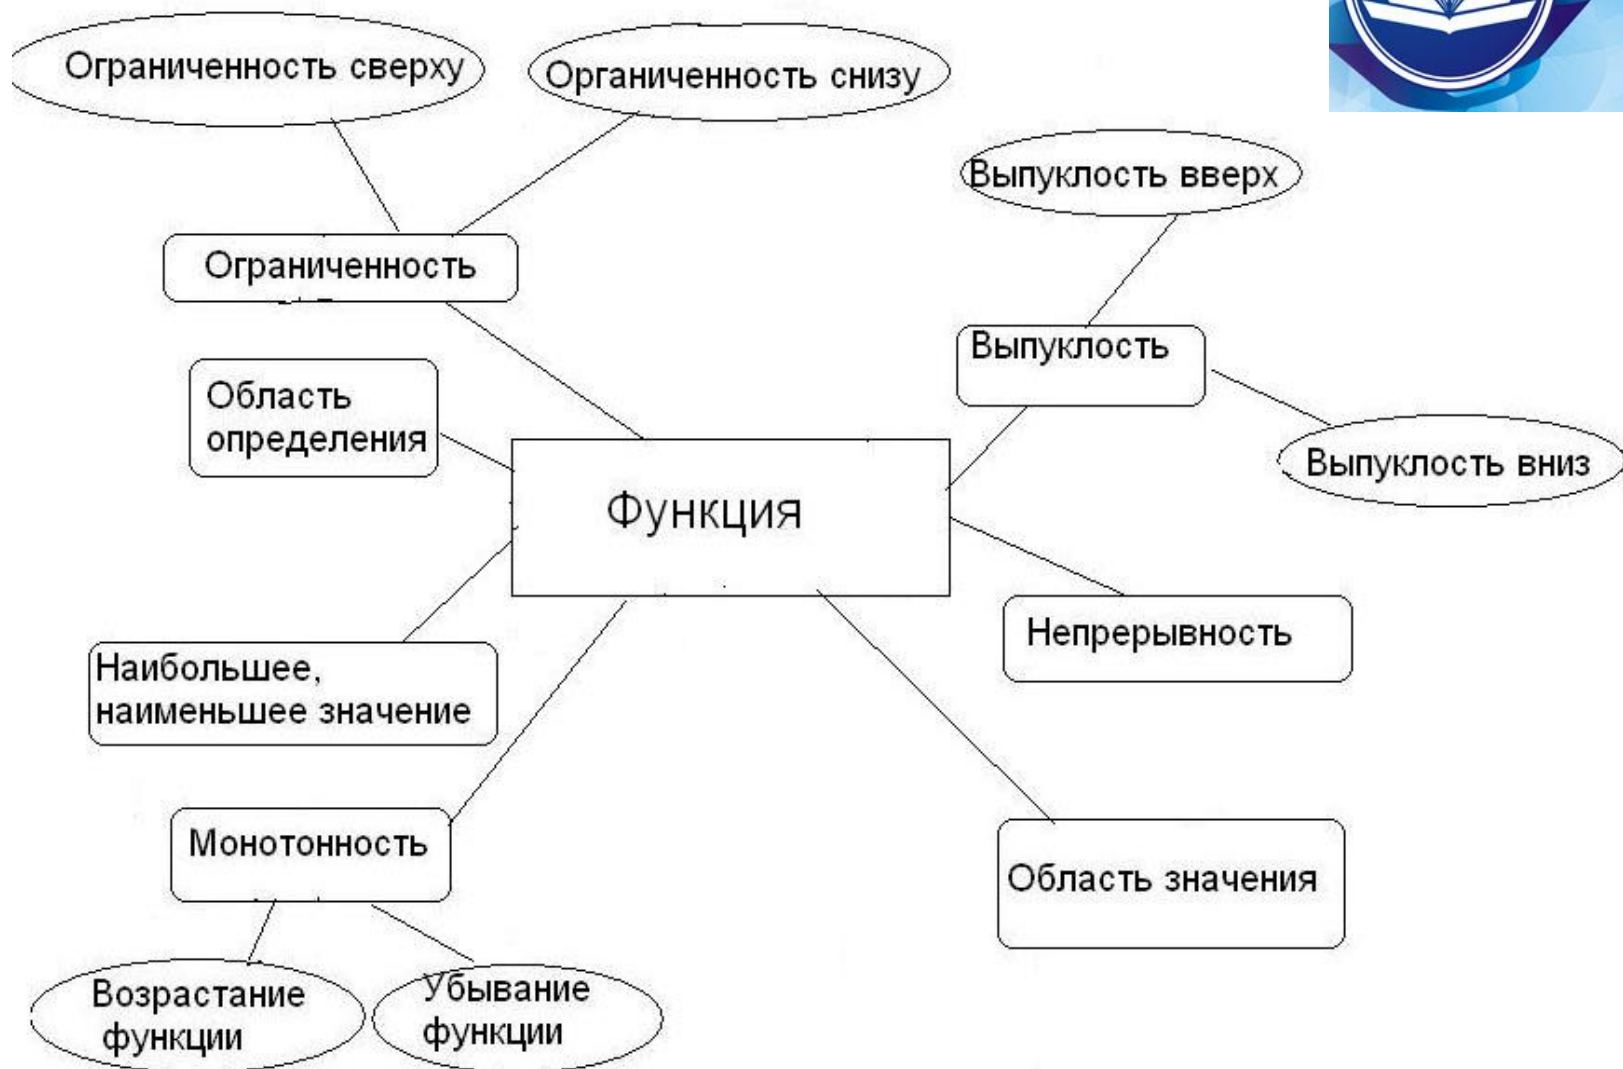 Ограниченность сверху
Органиченность снизу
Выпуклость вверх
Ограниченность
Выпуклость
Область
определения
Выпуклость вниз
Функция
Непрерывность
Наибольшее,
наименьшее значение
Монотонность
Область значения
Возрастание
функции
Убывание
функции